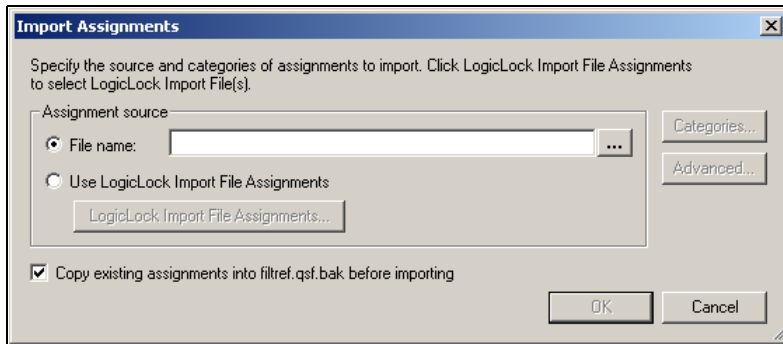 Import Assignments
Specify the source and categories of assignments to import. Click LogicLock Import File Assignments
to select LogicLock Import File(s).
Assignment source
File name:
...
Categories...
Advanced...
Use LogicLock Import File Assignments
LogicLock Import File Assignments...
Copy existing assignments into filtref.qsf.bak before importing
OK
Cancel